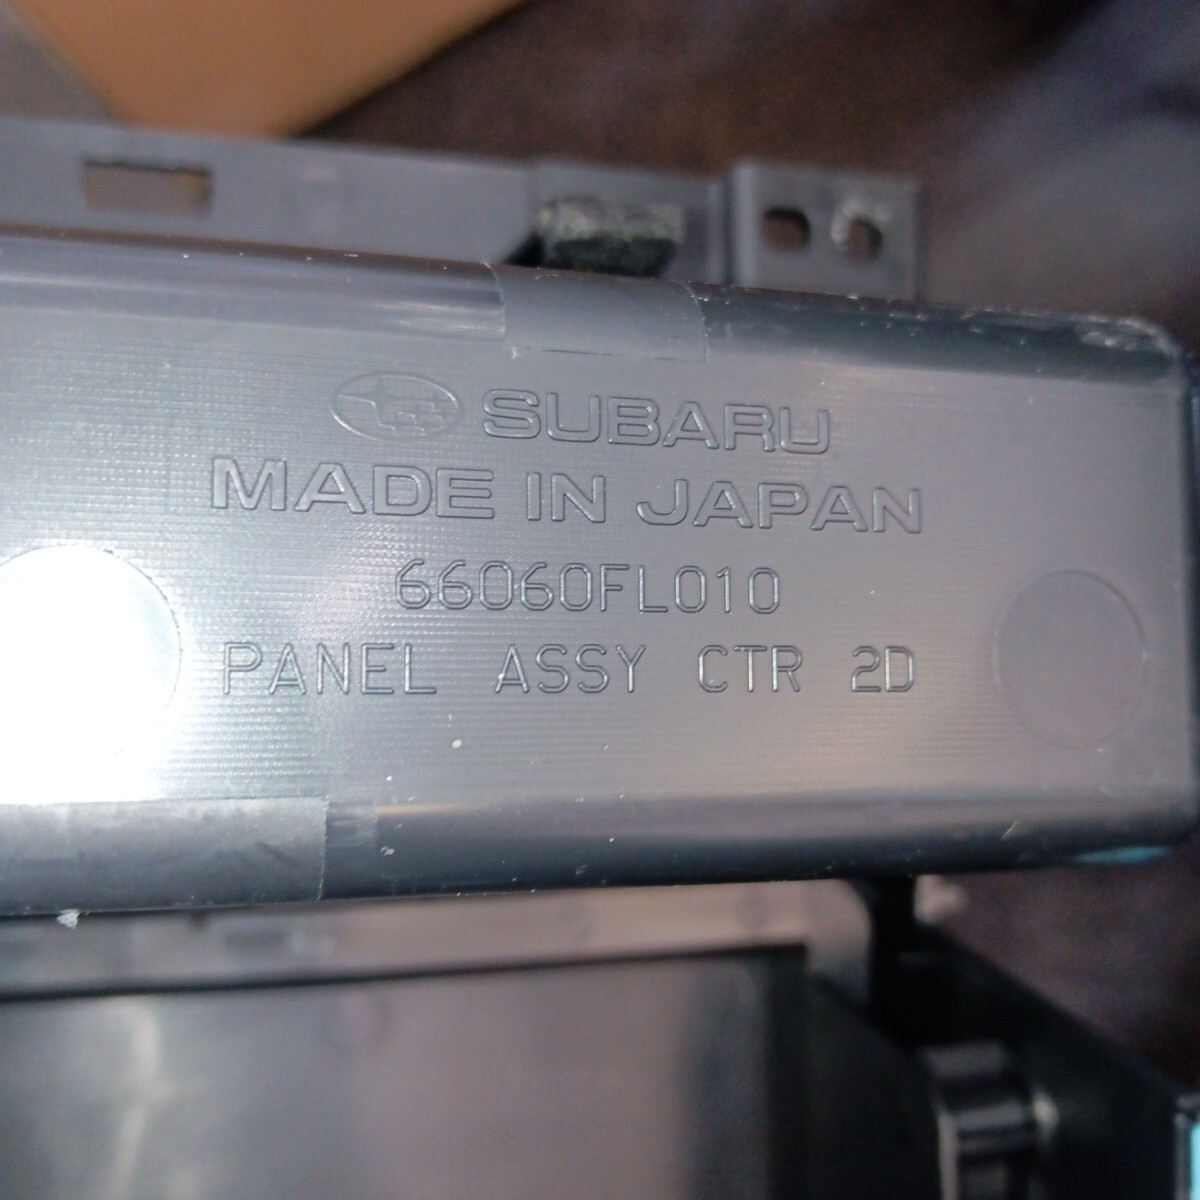 SUBARU
MADE IN JAPAN
66060FL010
PANEL ASSY CTR 2D